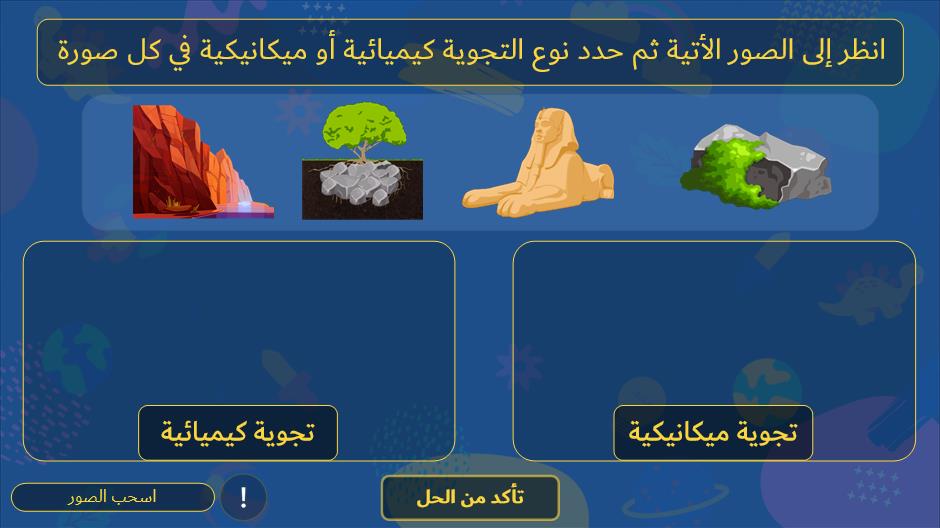 انظر إلى الصور الأتية ثم حدد نوع التجوية كيميائية أو ميكانيكية في كل صورة
تجوية ميكانيكية
تجوية كيميائية
تأكد من الحل
!
اسحب الصور